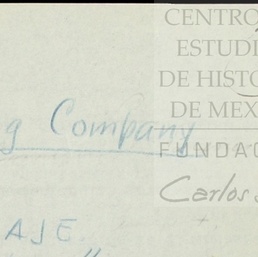 CENTRO
ESTUDI
DE HISTO
DE MEX
FUNDAC
Carlos
g Company
AJE
"